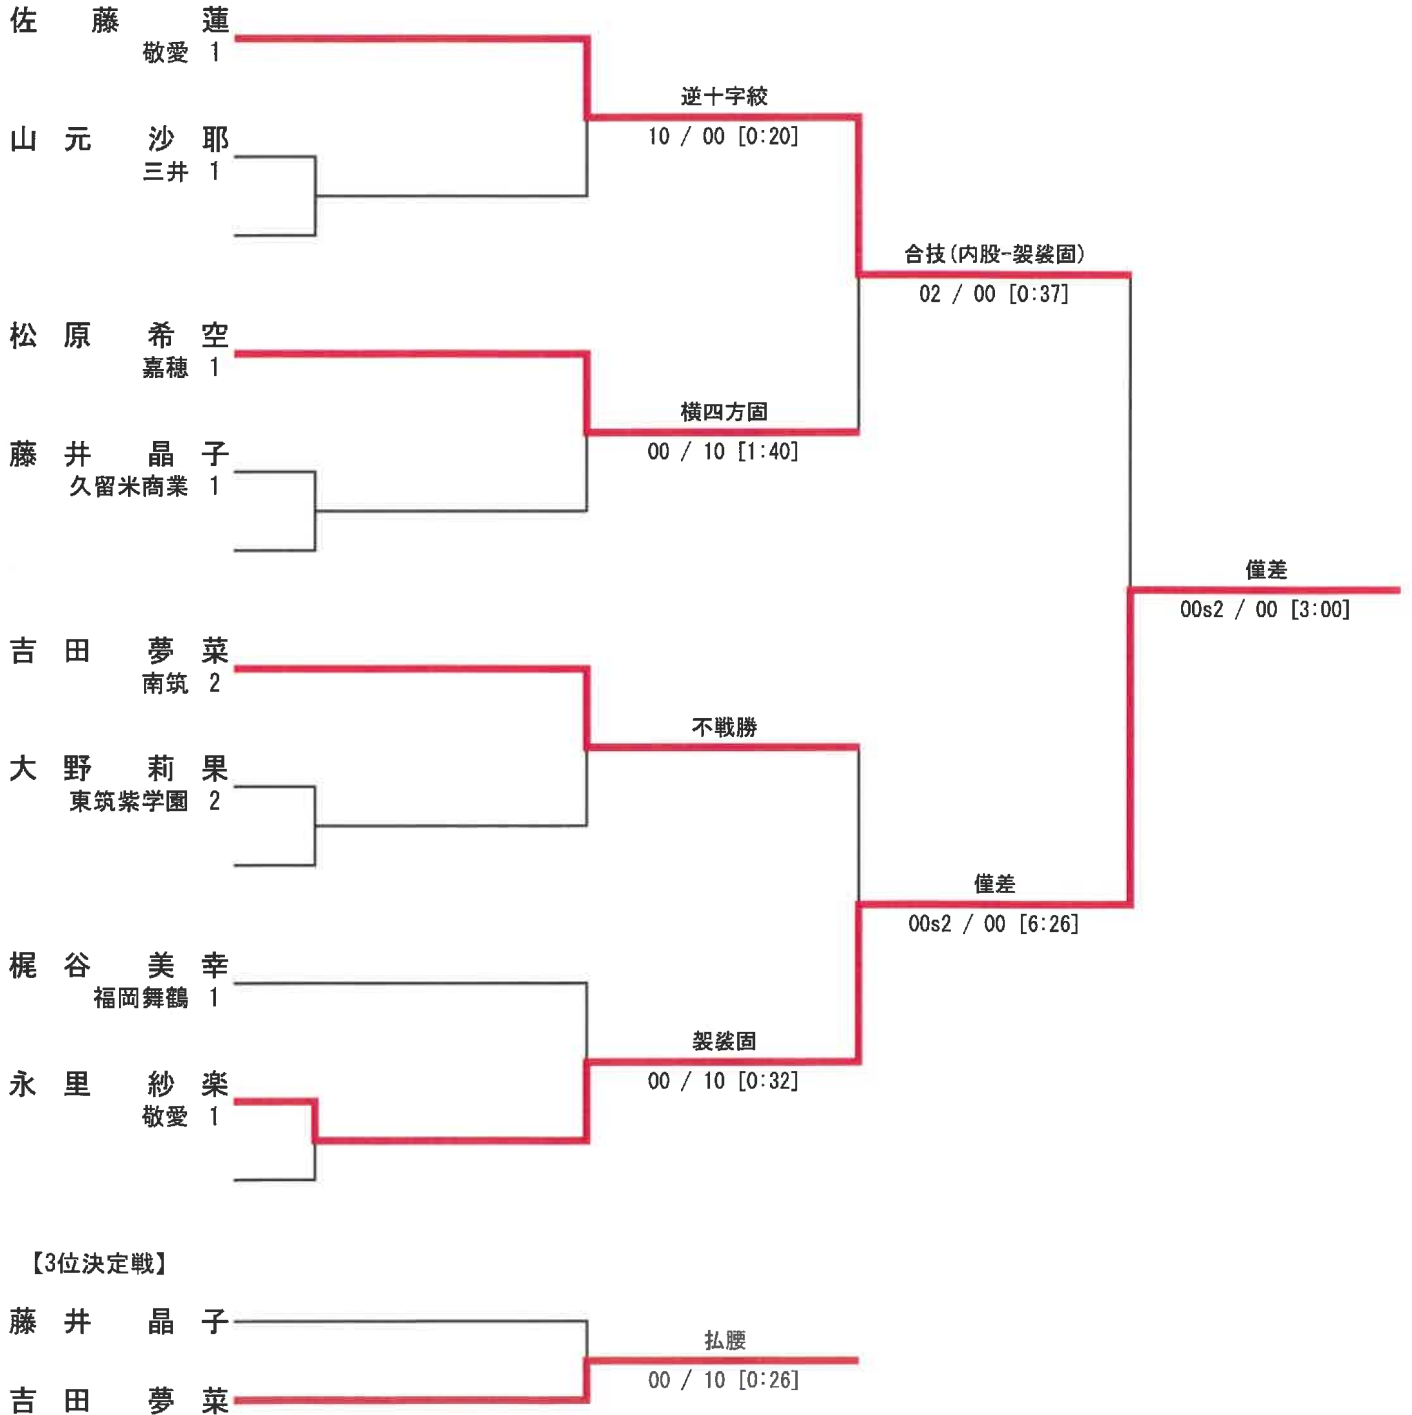 佐藤 蓮
敬愛 1
逆十字絞
10 / 00 [0:20]
山元 沙耶
三井 1
合技(内股-袈裟固)
02 / 00 [0:37]
松原 希空
嘉穂 1
横四方固
00 / 10 [1:40]
藤井 晶子
久留米商業 1
僅差
00s2 / 00 [3:00]
吉田 夢菜
南筑 2
不戦勝
大野 莉果
東筑紫学園 2
僅差
00s2 / 00 [6:26]
梶谷 美幸
福岡舞鶴 1
袈裟固
00 / 10 [0:32]
永里 紗楽
敬愛 1
【3位決定戦】
藤井 晶子
払腰
00 / 10 [0:26]
吉田 夢菜